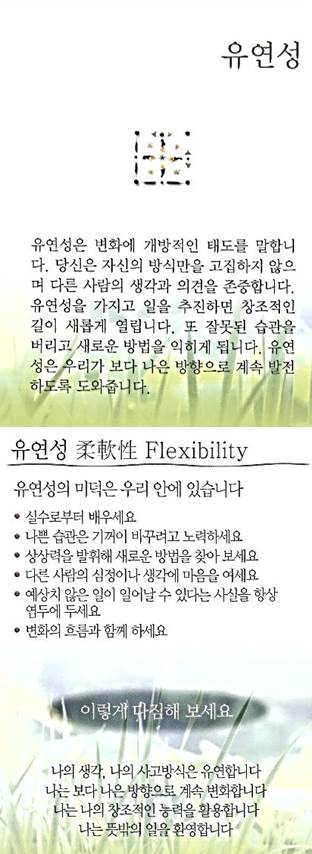 유연성
유연성은 변화에 개방적인 태도를 말합니
다. 당신은 자신의 방식만을 고집하지 않으
며 다른 사람의 생각과 의견을 존중합니다.
유연성을 가지고 일을 추진하면 창조적인
길이 새롭게 열립니다. 또 잘못된 습관을
버리고 새로운 방법을 익히게 됩니다. 유연
성은 우리가 보다 나은 방향으로 계속 발전
하도록 도와줍니다.
유연성 柔軟性 Flexibility
유연성의 미덕은 우리 안에 있습니다
• 실수로부터 배우세요
• 나쁜 습관은 기꺼이 바꾸려고 노력하세요
• 상상력을 발휘해 새로운 방법을 찾아 보세요
• 다른 사람의 심정이나 생각에 마음을 여세요
• 예상치 않은 일이 일어날 수 있다는 사실을 항상
염두에 두세요
• 변화의 흐름과 함께 하세요
이렇게 다짐해 보세요
나의 생각, 나의 사고방식은 유연합니다
나는 보다 나은 방향으로 계속 변화합니다
나는 나의 창조적인 능력을 활용합니다
나는 뜻밖의 일을 환영합니다